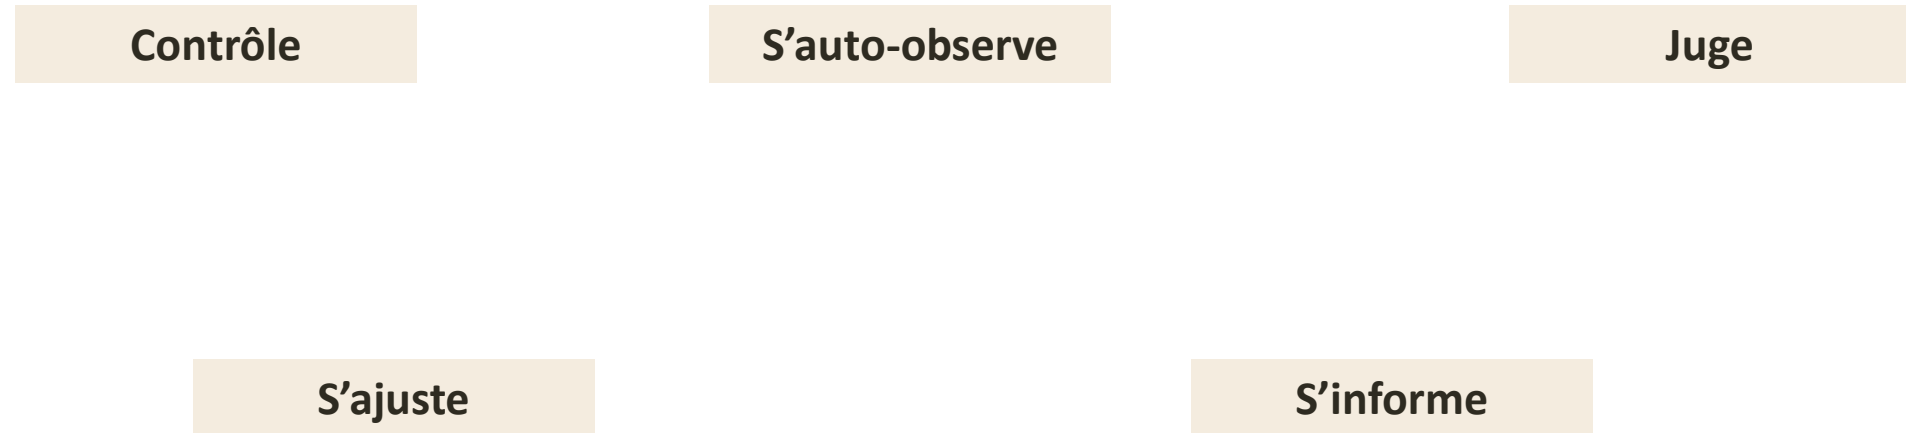 Contrôle
S’auto-observe
Juge
S’ajuste
S’informe